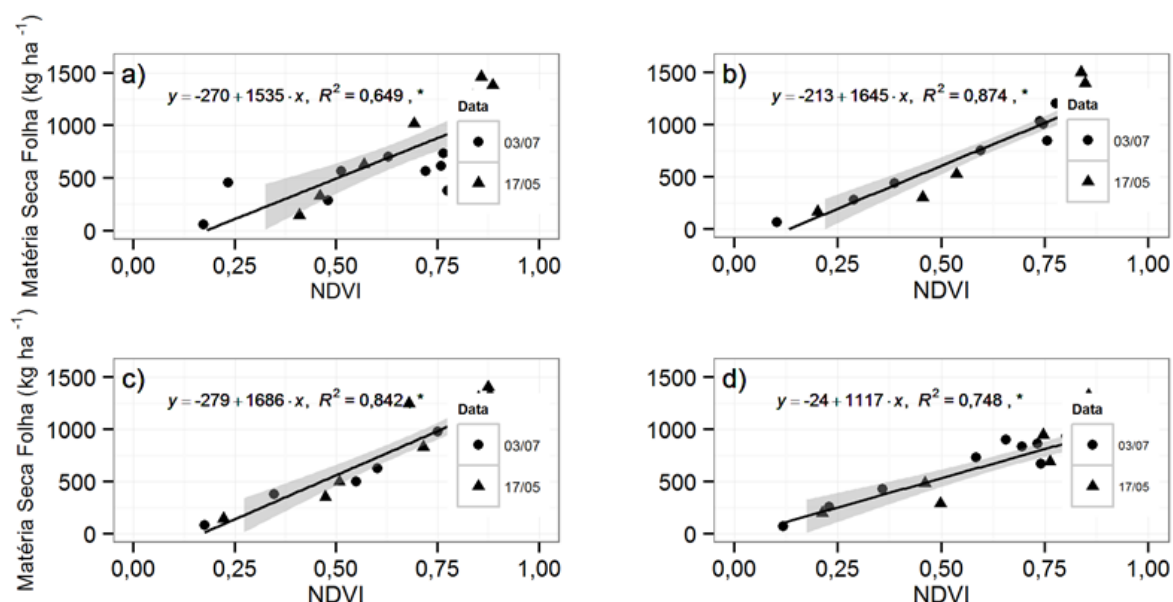 Matéria Seca Folha (kg ha ⁻¹)
a)
y = -270 + 1535 · x, R² = 0,649 , *
1500
1000
500
0
Data
03/07
17/05
0,00 0,25 0,50 0,75 1,00
NDVI
b)
y = -213 + 1645 · x, R² = 0,874 , *
1500
1000
500
0
Data
03/07
17/05
0,00 0,25 0,50 0,75 1,00
NDVI
Matéria Seca Folha (kg ha ⁻¹)
c)
y = -279 + 1686 · x, R² = 0,842 , *
1500
1000
500
0
Data
03/07
17/05
0,00 0,25 0,50 0,75 1,00
NDVI
d)
y = -24 + 1117 · x, R² = 0,748 , *
1500
1000
500
0
Data
03/07
17/05
0,00 0,25 0,50 0,75 1,00
NDVI